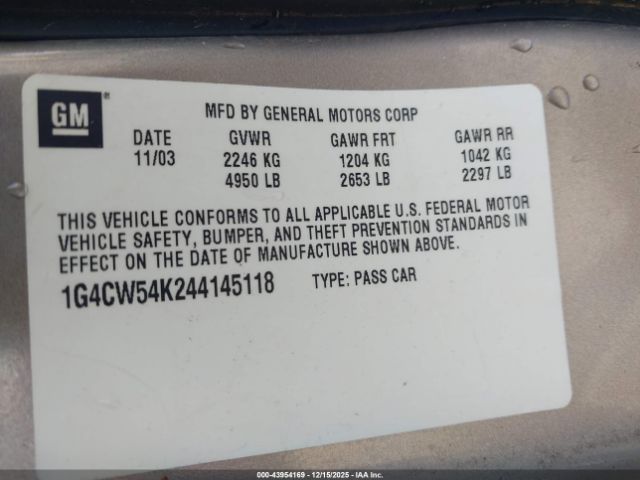 GM
MFD BY GENERAL MOTORS CORP
DATE GVWR GAWR FRT GAWR RR
11/03 2246 KG 1204 KG 1042 KG
4950 LB 2653 LB 2297 LB
THIS VEHICLE CONFORMS TO ALL APPLICABLE U.S. FEDERAL MOTOR
VEHICLE SAFETY, BUMPER, AND THEFT PREVENTION STANDARDS IN
EFFECT ON THE DATE OF MANUFACTURE SHOWN ABOVE.
1G4CW54K244145118 TYPE: PASS CAR
000-43954169 - 12/15/2025 - IAAI.COM